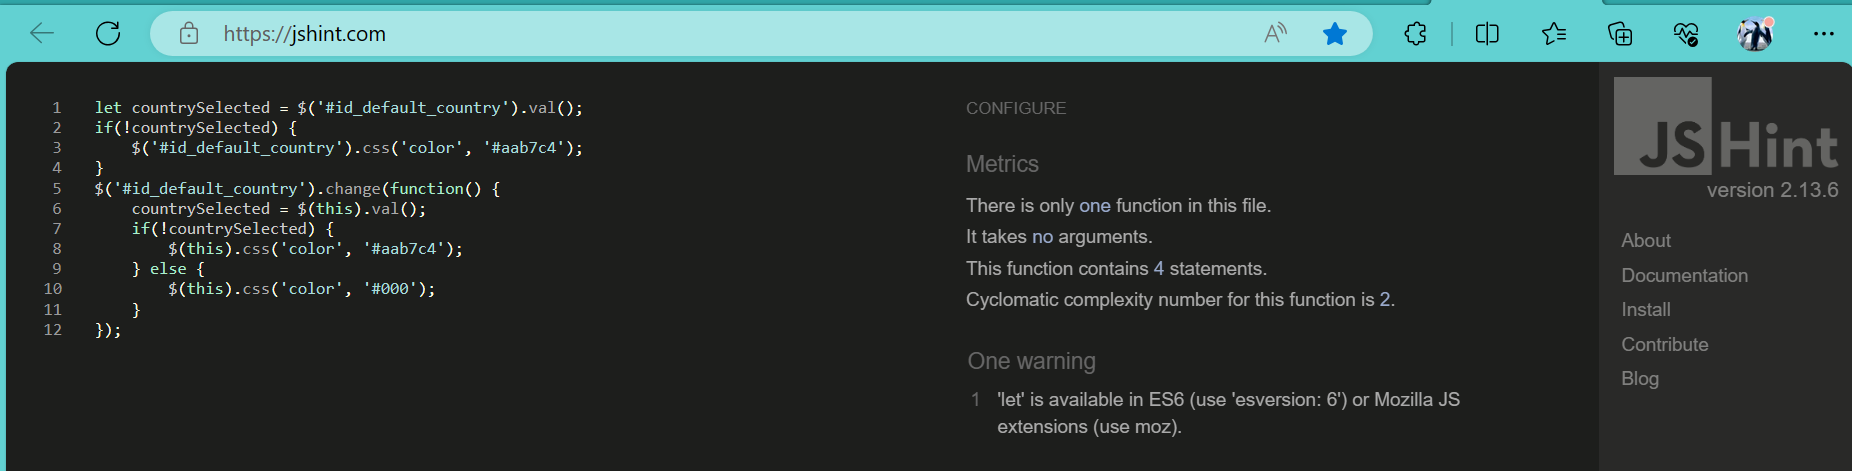 https://jshint.com
1 let countrySelected = $('#id_default_country').val();
2 if(!countrySelected) {
3     $('#id_default_country').css('color', '#aab7c4');
4 }
5 $('#id_default_country').change(function() {
6     countrySelected = $(this).val();
7     if(!countrySelected) {
8         $(this).css('color', '#aab7c4');
9     } else {
10         $(this).css('color', '#000');
11     }
12 });
CONFIGURE
Metrics
There is only one function in this file.
It takes no arguments.
This function contains 4 statements.
Cyclomatic complexity number for this function is 2.
One warning
1 'let' is available in ES6 (use 'esversion: 6') or Mozilla JS
extensions (use moz).
JSHint
version 2.13.6
About
Documentation
Install
Contribute
Blog